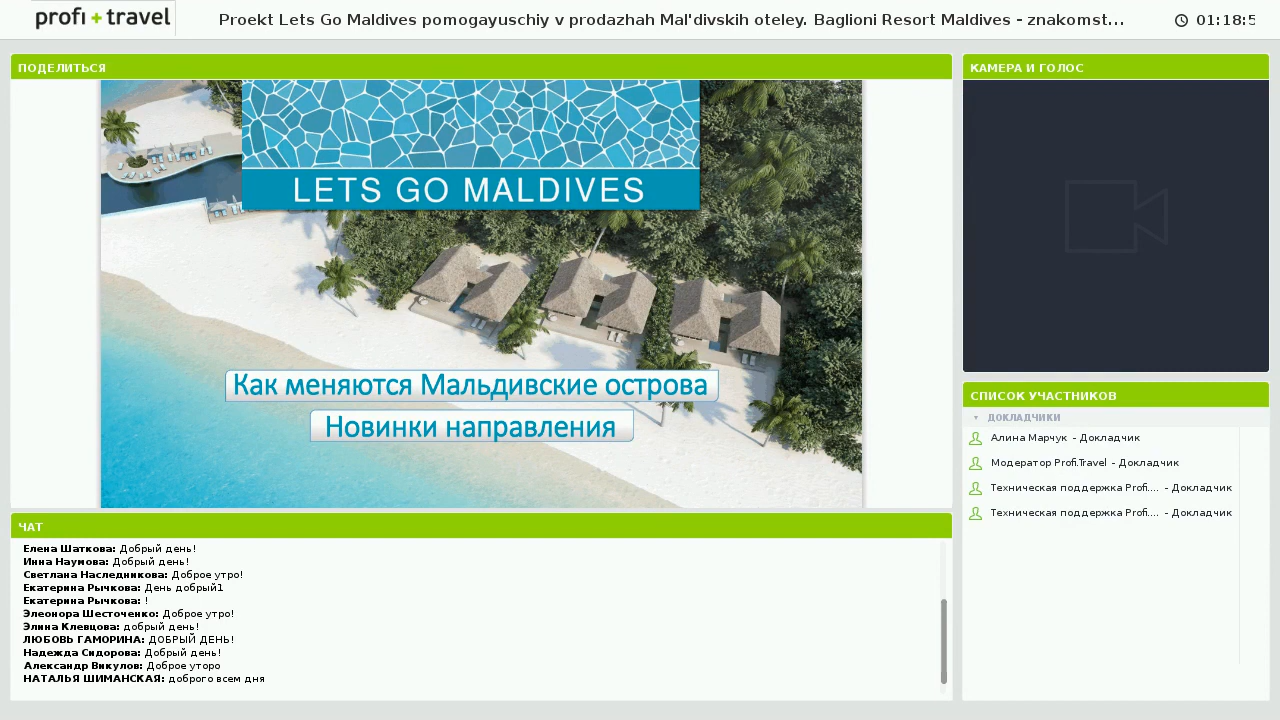 profi + travel
Proekt Lets Go Maldives pomogayuschiy v prodazhah Mal'divskih oteley. Baglioni Resort Maldives - znakomst...
01:18:5
ПОДЕЛИТЬСЯ
LETS GO MALDIVES
Как меняются Мальдивские острова
Новинки направления
ЧАТ
Елена Шаткова: Добрый день!
Инна Наумова: Добрый день!
Светлана Наследникова: Доброе утро!
Екатерина Рычкова: День добрый1
Екатерина Рычкова: !
Элеонора Шесточенко: Доброе утро!
Элина Клевцова: добрый день!
ЛЮБОВЬ ГАМОРИНА: ДОБРЫЙ ДЕНЬ!
Надежда Сидорова: Добрый день!
Александр Викулов: Доброе уторо
НАТАЛЬЯ ШИМАНСКАЯ: доброго всем дня
КАМЕРА И ГОЛОС
СПИСОК УЧАСТНИКОВ
ДОКЛАДЧИКИ
Алина Марчук - Докладчик
Модератор Profi.Travel - Докладчик
Техническая поддержка Profi.... - Докладчик
Техническая поддержка Profi.... - Докладчик